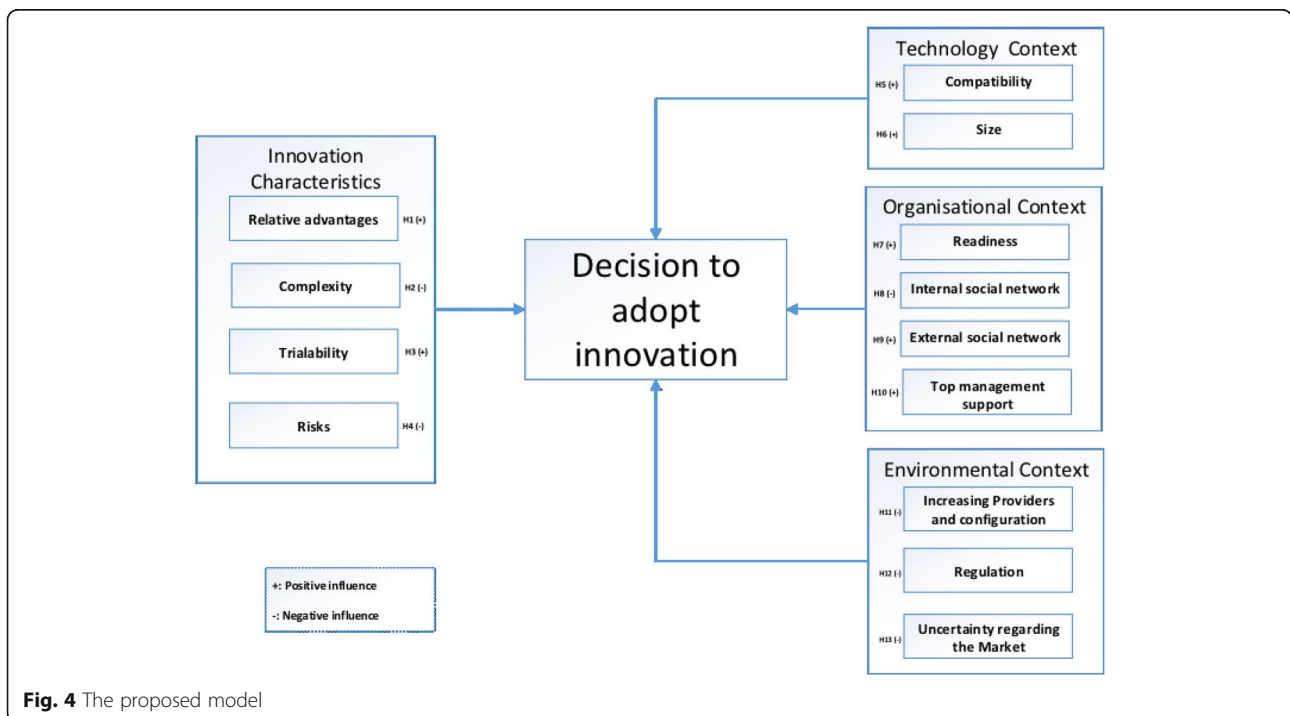 Innovation
Characteristics
Relative advantages
H1 (+)
Complexity
H2 (-)
Trialability
H3 (+)
Risks
H4 (-)
+: Positive influence
-: Negative influence
Decision to
adopt
innovation
Technology Context
H5 (+)
Compatibility
H6 (+)
Size
Organisational Context
H7 (+)
Readiness
H8 (-)
Internal social network
H9 (+)
External social network
H10 (+)
Top management
support
Environmental Context
H11 (-)
Increasing Providers
and configuration
H12 (-)
Regulation
H13 (-)
Uncertainty regarding
the Market
Fig. 4 The proposed model